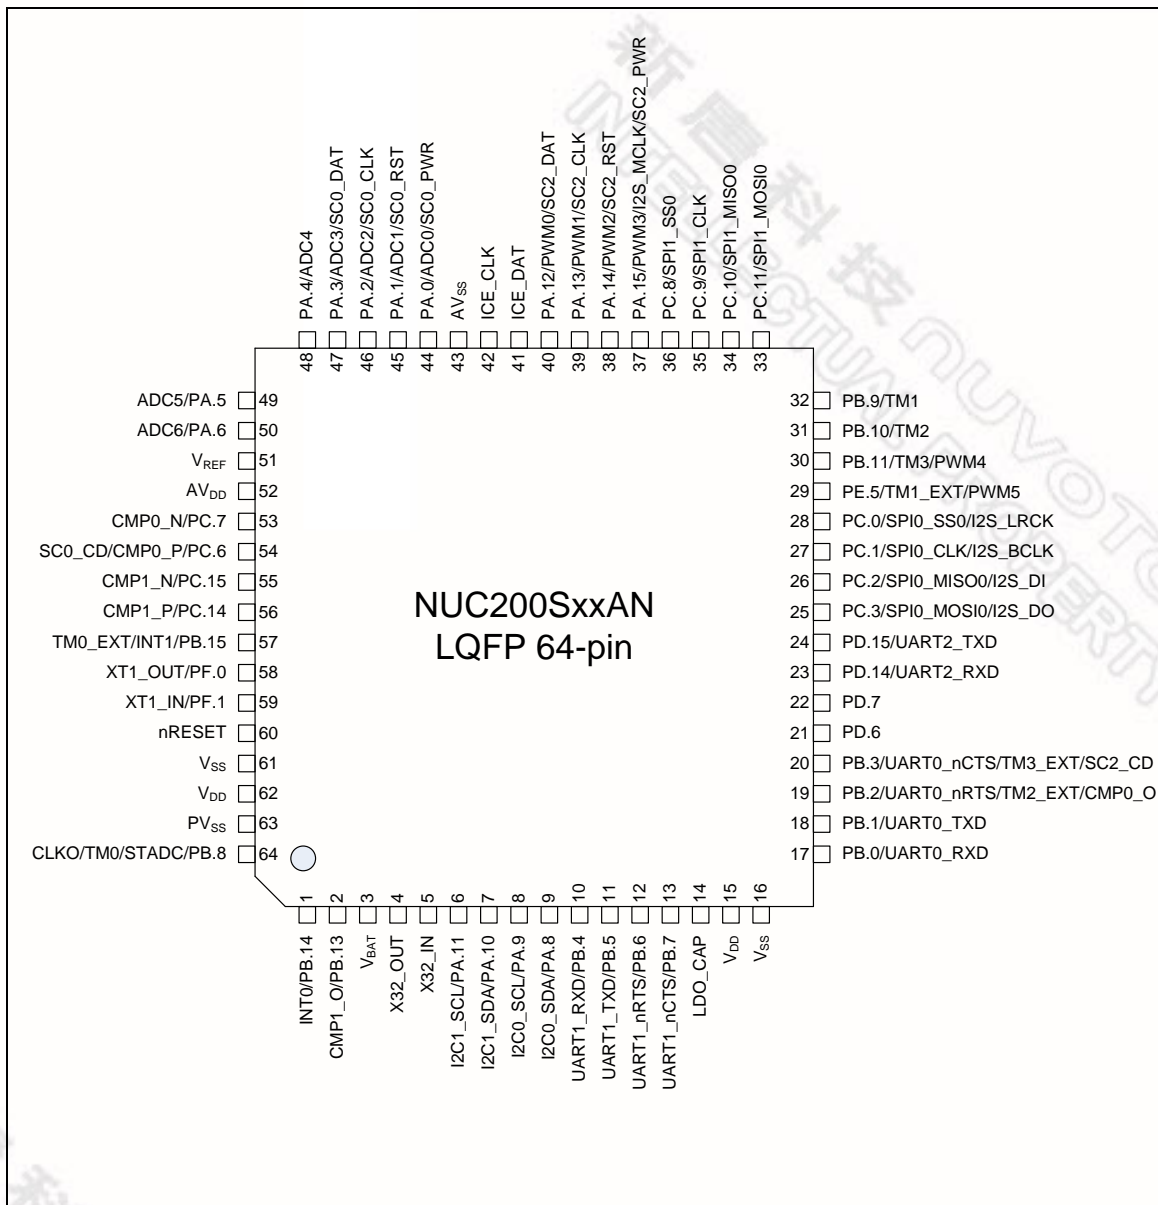 新唐科技 nuvoTon
INTELLECTUAL PROPERTY
PA.4/ADC4
PA.3/ADC3/SC0_DAT
PA.2/ADC2/SC0_CLK
PA.1/ADC1/SC0_RST
PA.0/ADC0/SC0_PWR
AVSS
ICE_CLK
ICE_DAT
PA.12/PWM0/SC2_DAT
PA.13/PWM1/SC2_CLK
PA.14/PWM2/SC2_RST
PA.15/PWM3/I2S_MCLK/SC2_PWR
PC.8/SPI1_SS0
PC.9/SPI1_CLK
PC.10/SPI1_MISO0
PC.11/SPI1_MOSI0
48 47 46 45 44 43 42 41 40 39 38 37 36 35 34 33
ADC5/PA.5 49
ADC6/PA.6 50
VREF 51
AVDD 52
CMP0_N/PC.7 53
SC0_CD/CMP0_P/PC.6 54
CMP1_N/PC.15 55
CMP1_P/PC.14 56
TM0_EXT/INT1/PB.15 57
XT1_OUT/PF.0 58
XT1_IN/PF.1 59
nRESET 60
VSS 61
VDD 62
PVSS 63
CLKO/TM0/STADC/PB.8 64
NUC200SxxAN
LQFP 64-pin
32 PB.9/TM1
31 PB.10/TM2
30 PB.11/TM3/PWM4
29 PE.5/TM1_EXT/PWM5
28 PC.0/SPI0_SS0/I2S_LRCK
27 PC.1/SPI0_CLK/I2S_BCLK
26 PC.2/SPI0_MISO0/I2S_DI
25 PC.3/SPI0_MOSI0/I2S_DO
24 PD.15/UART2_TXD
23 PD.14/UART2_RXD
22 PD.7
21 PD.6
20 PB.3/UART0_nCTS/TM3_EXT/SC2_CD
19 PB.2/UART0_nRTS/TM2_EXT/CMP0_O
18 PB.1/UART0_TXD
17 PB.0/UART0_RXD
1 2 3 4 5 6 7 8 9 10 11 12 13 14 15 16
INT0/PB.14
CMP1_O/PB.13
VBAT
X32_OUT
X32_IN
I2C1_SCL/PA.11
I2C1_SDA/PA.10
I2C0_SCL/PA.9
I2C0_SDA/PA.8
UART1_RXD/PB.4
UART1_TXD/PB.5
UART1_nRTS/PB.6
UART1_nCTS/PB.7
LDO_CAP
VDD
VSS